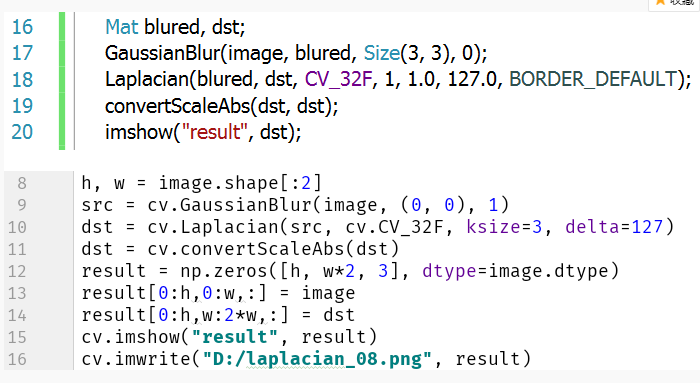 收藏
16 Mat blured, dst;
17 GaussianBlur(image, blured, Size(3, 3), 0);
18 Laplacian(blured, dst, CV_32F, 1, 1.0, 127.0, BORDER_DEFAULT);
19 convertScaleAbs(dst, dst);
20 imshow("result", dst);
8 h, w = image.shape[:2]
9 src = cv.GaussianBlur(image, (0, 0), 1)
10 dst = cv.Laplacian(src, cv.CV_32F, ksize=3, delta=127)
11 dst = cv.convertScaleAbs(dst)
12 result = np.zeros([h, w*2, 3], dtype=image.dtype)
13 result[0:h,0:w,:] = image
14 result[0:h,w:2*w,:] = dst
15 cv.imshow("result", result)
16 cv.imwrite("D:/laplacian_08.png", result)